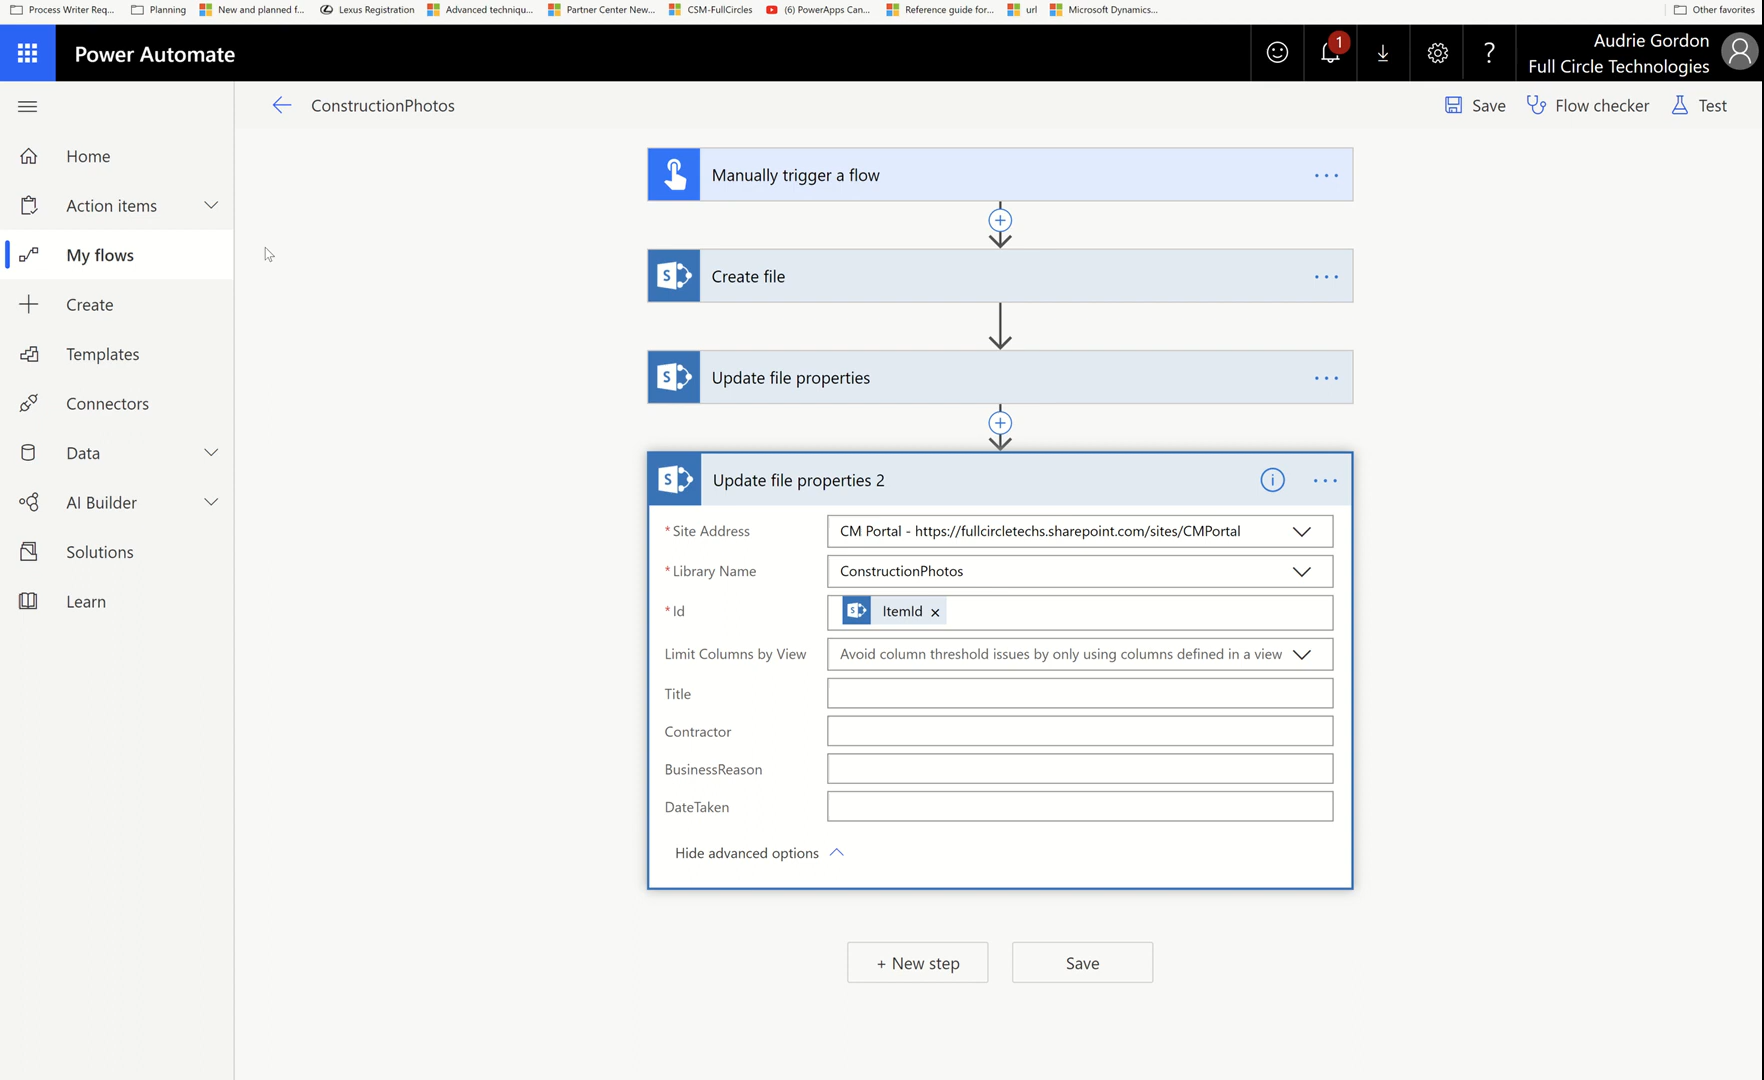 Process Writer Req...
Planning
New and planned f...
Lexus Registration
Advanced techniqu...
Partner Center New...
CSM-FullCircles
(6) PowerApps Can...
Reference guide for...
url
Microsoft Dynamics...
Other favorites
Power Automate
1
?
Audrie Gordon
Full Circle Technologies
ConstructionPhotos
Save
Flow checker
Test
Home
Action items
My flows
Create
Templates
Connectors
Data
AI Builder
Solutions
Learn
Manually trigger a flow
S Create file
S Update file properties
S Update file properties 2
* Site Address
CM Portal - https://fullcircletechs.sharepoint.com/sites/CMPortal
* Library Name
ConstructionPhotos
* Id
S ItemId ×
Limit Columns by View
Avoid column threshold issues by only using columns defined in a view
Title
Contractor
BusinessReason
DateTaken
Hide advanced options
+ New step
Save